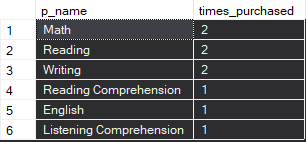 p_name times_purchased
1 Math 2
2 Reading 2
3 Writing 2
4 Reading Comprehension 1
5 English 1
6 Listening Comprehension 1